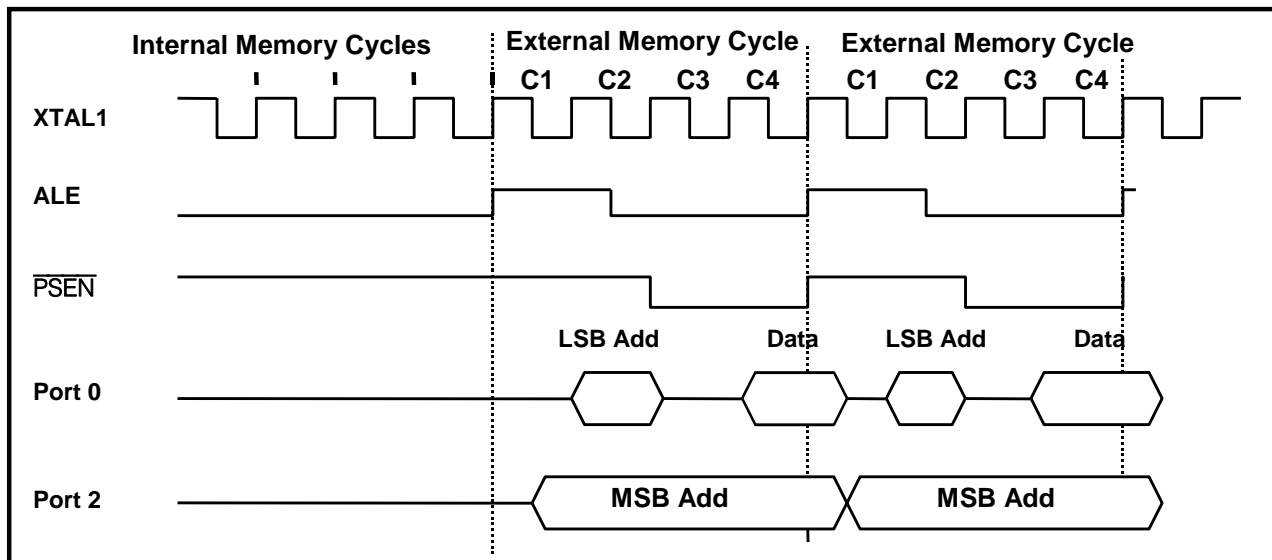 Internal Memory Cycles External Memory Cycle External Memory Cycle
C1 C2 C3 C4 C1 C2 C3 C4
XTAL1
ALE
PSEN
LSB Add Data LSB Add Data
Port 0
Port 2 MSB Add MSB Add